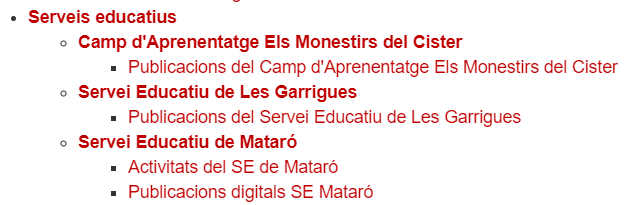 Serveis educatius
Camp d'Aprenentatge Els Monestirs del Cister
Publicacions del Camp d'Aprenentatge Els Monestirs del Cister
Servei Educatiu de Les Garrigues
Publicacions del Servei Educatiu de Les Garrigues
Servei Educatiu de Mataró
Activitats del SE de Mataró
Publicacions digitals SE Mataró